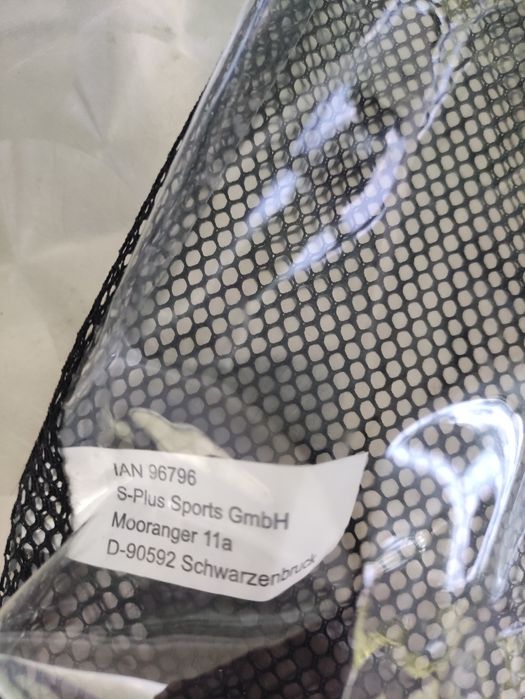 IAN 96796
S-Plus Sports GmbH
Mooranger 11a
D-90592 Schwarzenbruck